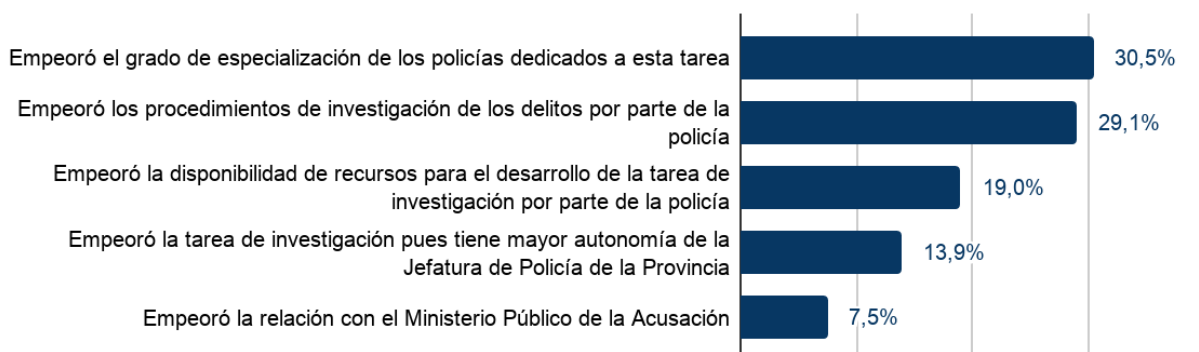 Empeoró el grado de especialización de los policías dedicados a esta tarea
30,5%
Empeoró los procedimientos de investigación de los delitos por parte de la
policía
29,1%
Empeoró la disponibilidad de recursos para el desarrollo de la tarea de
investigación por parte de la policía
19,0%
Empeoró la tarea de investigación pues tiene mayor autonomía de la
Jefatura de Policía de la Provincia
13,9%
Empeoró la relación con el Ministerio Público de la Acusación
7,5%